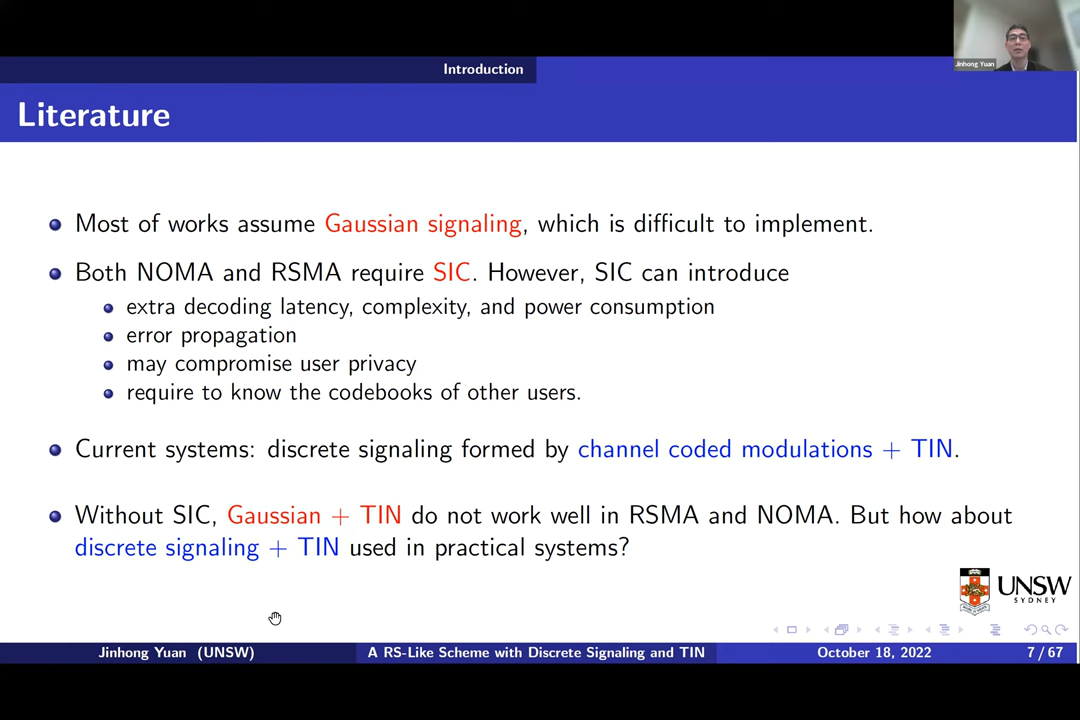 Jinhong Yuan
Introduction
Literature
Most of works assume Gaussian signaling, which is difficult to implement.
Both NOMA and RSMA require SIC. However, SIC can introduce
extra decoding latency, complexity, and power consumption
error propagation
may compromise user privacy
require to know the codebooks of other users.
Current systems: discrete signaling formed by channel coded modulations + TIN.
Without SIC, Gaussian + TIN do not work well in RSMA and NOMA. But how about
discrete signaling + TIN used in practical systems?
UNSW
SYDNEY
Jinhong Yuan (UNSW)
A RS-Like Scheme with Discrete Signaling and TIN
October 18, 2022
7 / 67